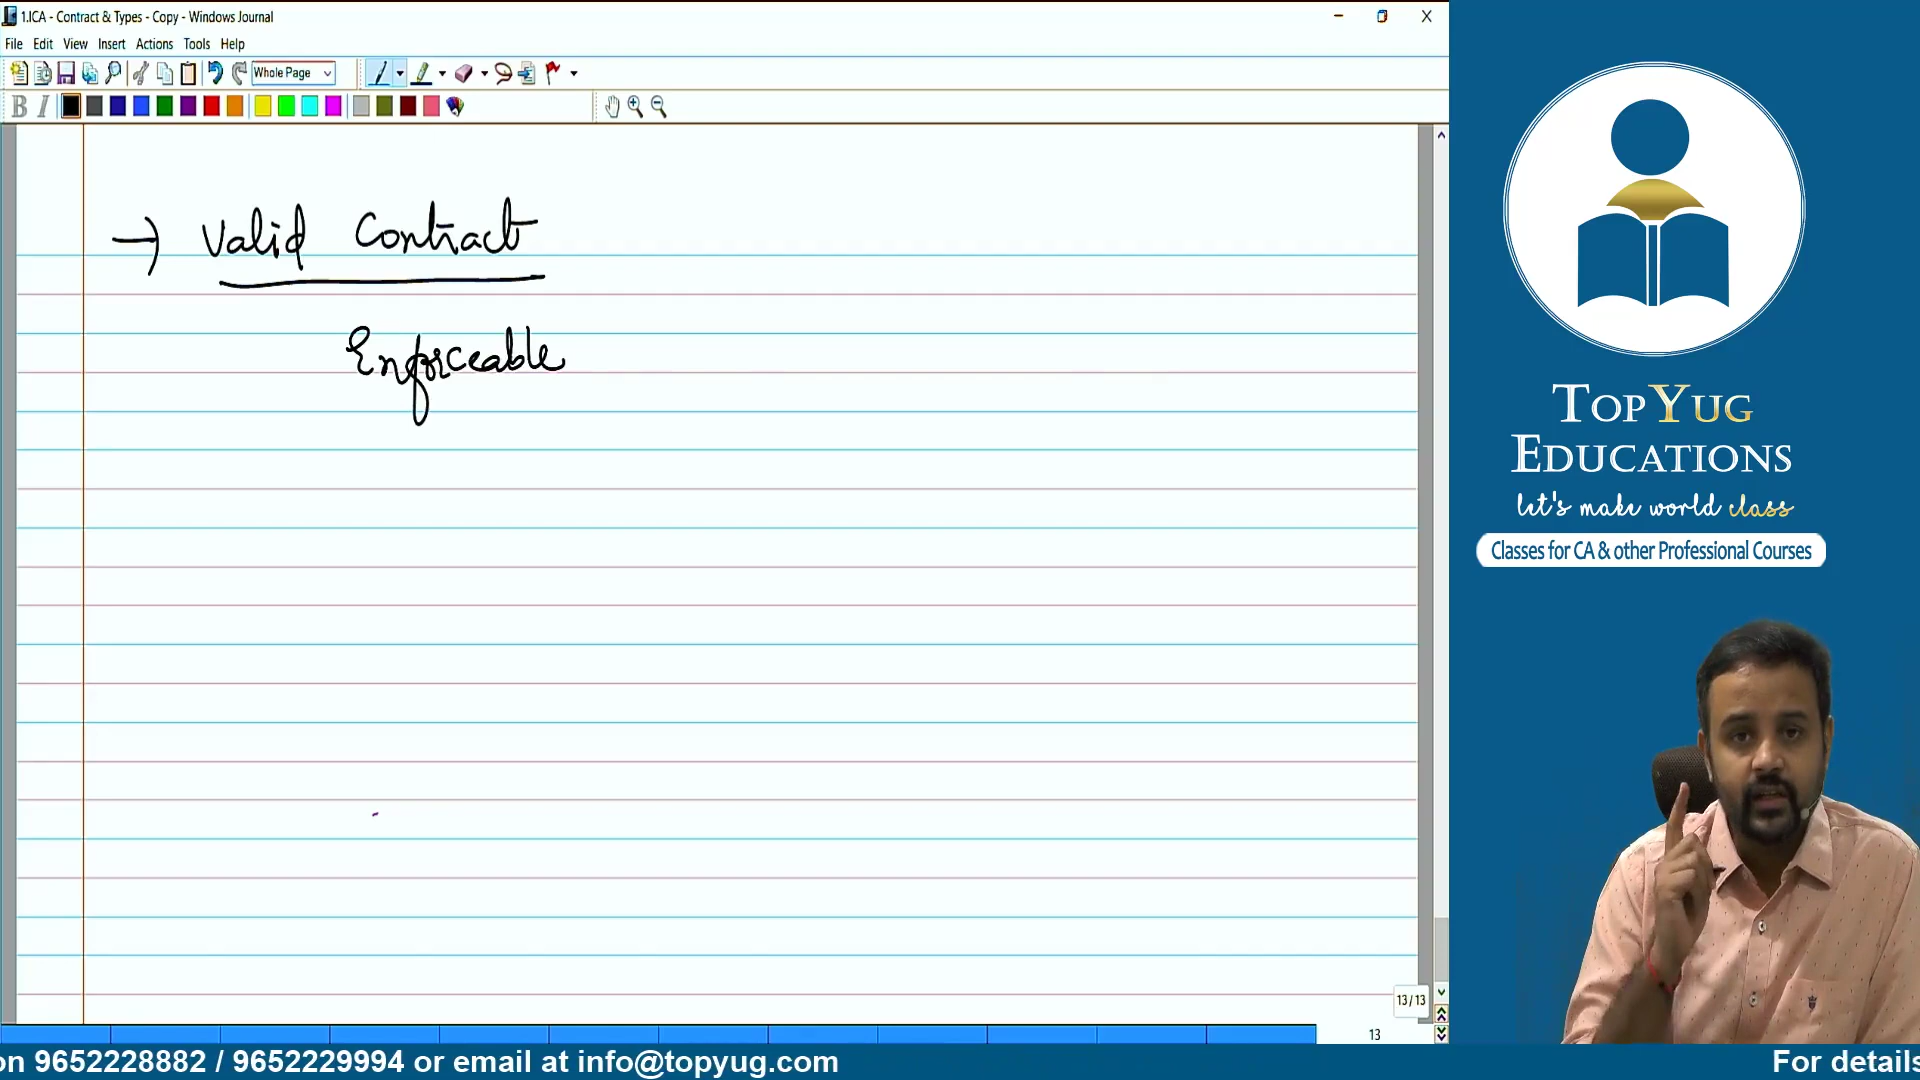 1.ICA - Contract & Types - Copy - Windows Journal
File Edit View Insert Actions Tools Help
Whole Page
B I
→ Valid Contract
Enforceable
13/13
13
TopYug
Educations
let's make world class
Classes for CA & other Professional Courses
on 9652228882 / 9652229994 or email at info@topyug.com
For details